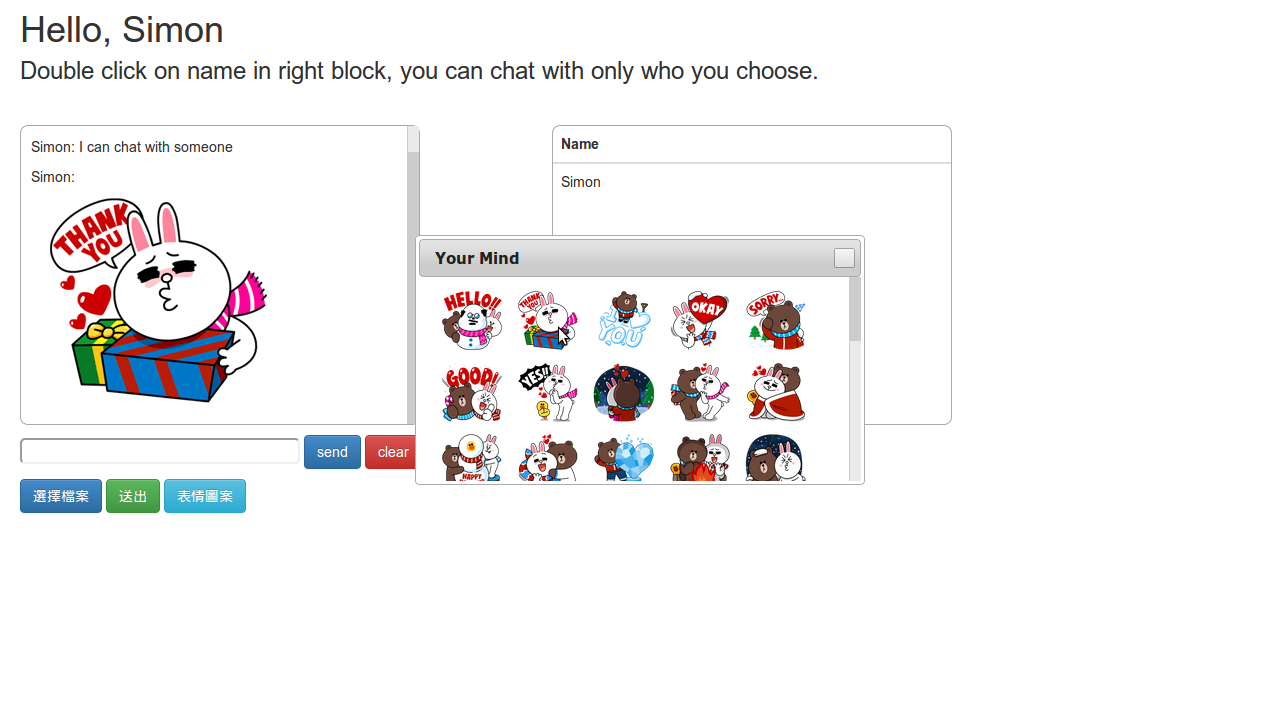 Hello, Simon
Double click on name in right block, you can chat with only who you choose.
Simon: I can chat with someone
Simon:
THANK
YOU
Name
Simon
Your Mind
HELLO!!
THANK
YOU
YOU
OKAY
SORRY...
GOOD!
YES!!
HAPPY
send
clear
選擇檔案
送出
表情圖案